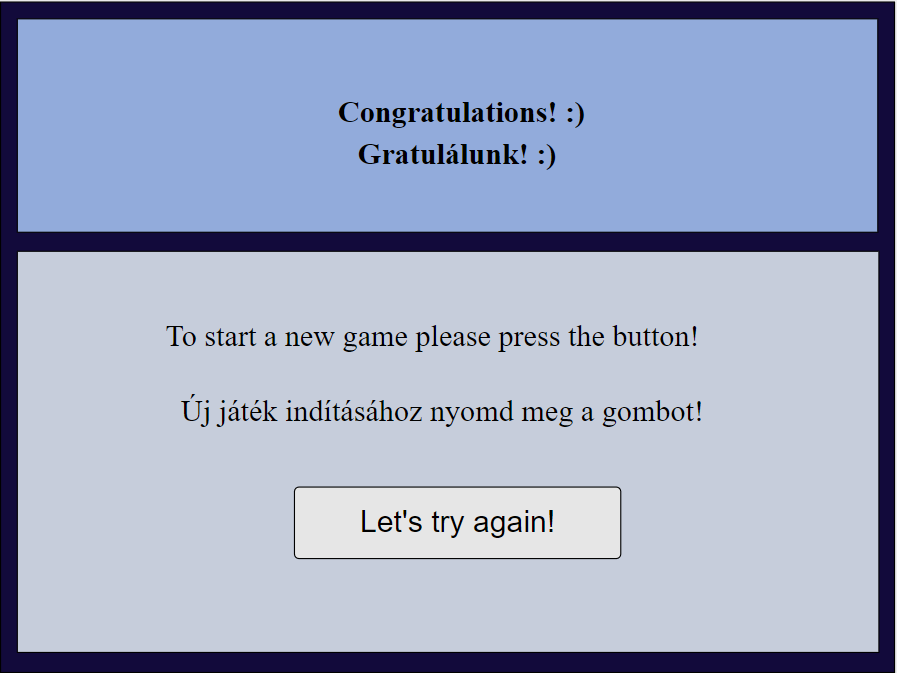 Congratulations! :)
Gratulálunk! :)
To start a new game please press the button!
Új játék indításához nyomd meg a gombot!
Let's try again!